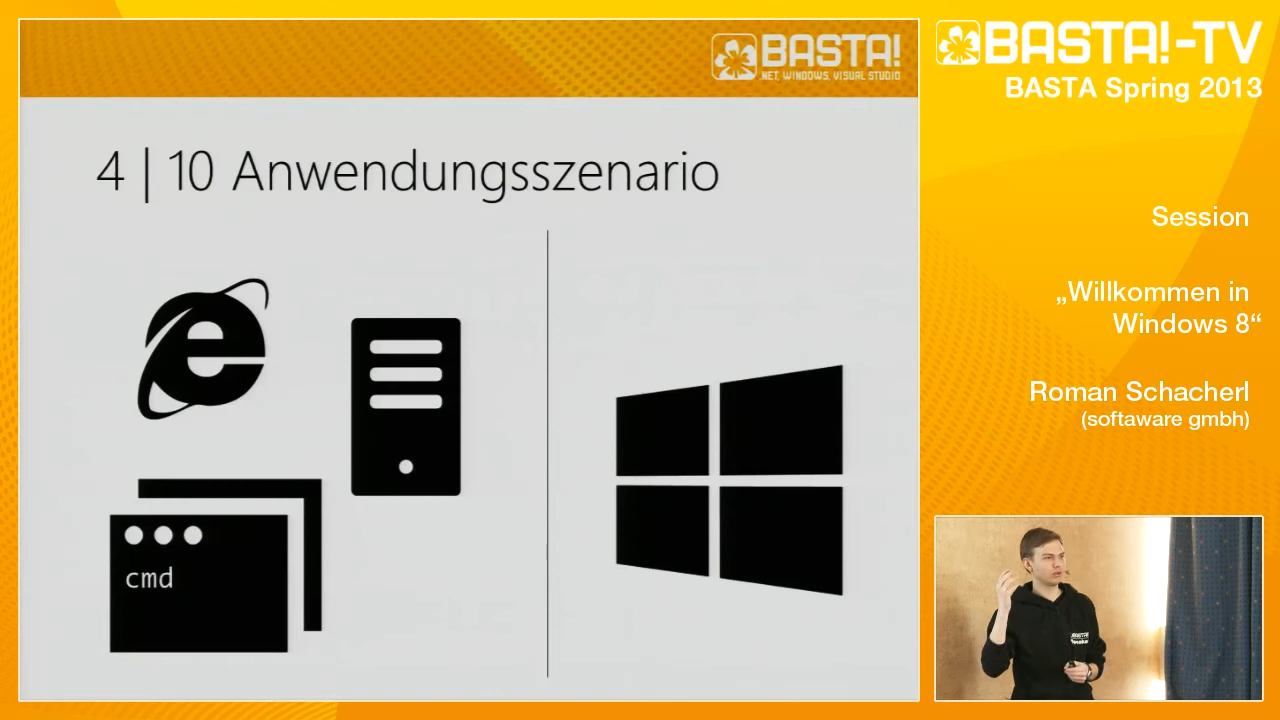 BASTA!
.NET, WINDOWS, VISUAL STUDIO
4 | 10 Anwendungsszenario
cmd
BASTA!-TV
BASTA Spring 2013
Session
„Willkommen in
Windows 8“
Roman Schacherl
(softaware gmbh)
BASTA!